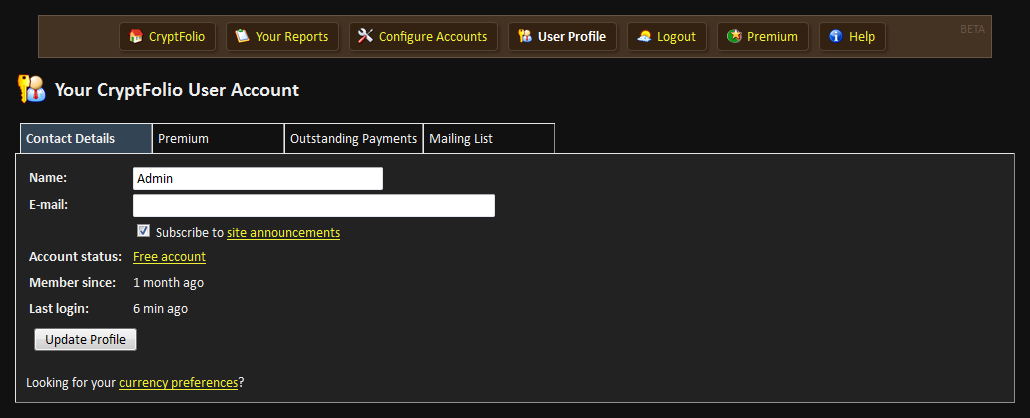 CryptFolio Your Reports Configure Accounts User Profile Logout Premium Help BETA
Your CryptFolio User Account
Contact Details Premium Outstanding Payments Mailing List
Name: Admin
E-mail:
Subscribe to site announcements
Account status: Free account
Member since: 1 month ago
Last login: 6 min ago
Update Profile
Looking for your currency preferences?